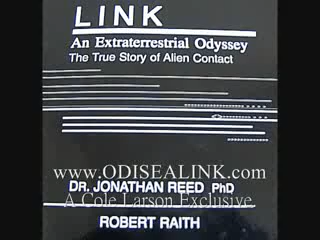 LINK
An Extraterrestrial Odyssey
The True Story of Alien Contact
www.ODISEALINK.com
DR. JONATHAN REED ,PhD
A Cole Larson Exclusive
ROBERT RAITH